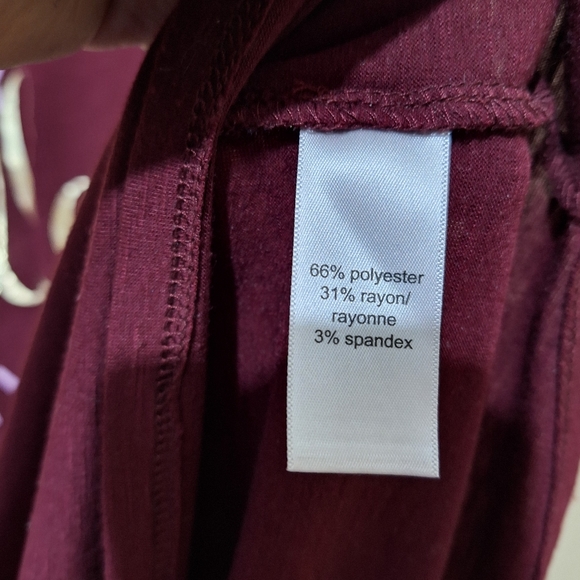 66% polyester
31% rayon/
rayonne
3% spandex